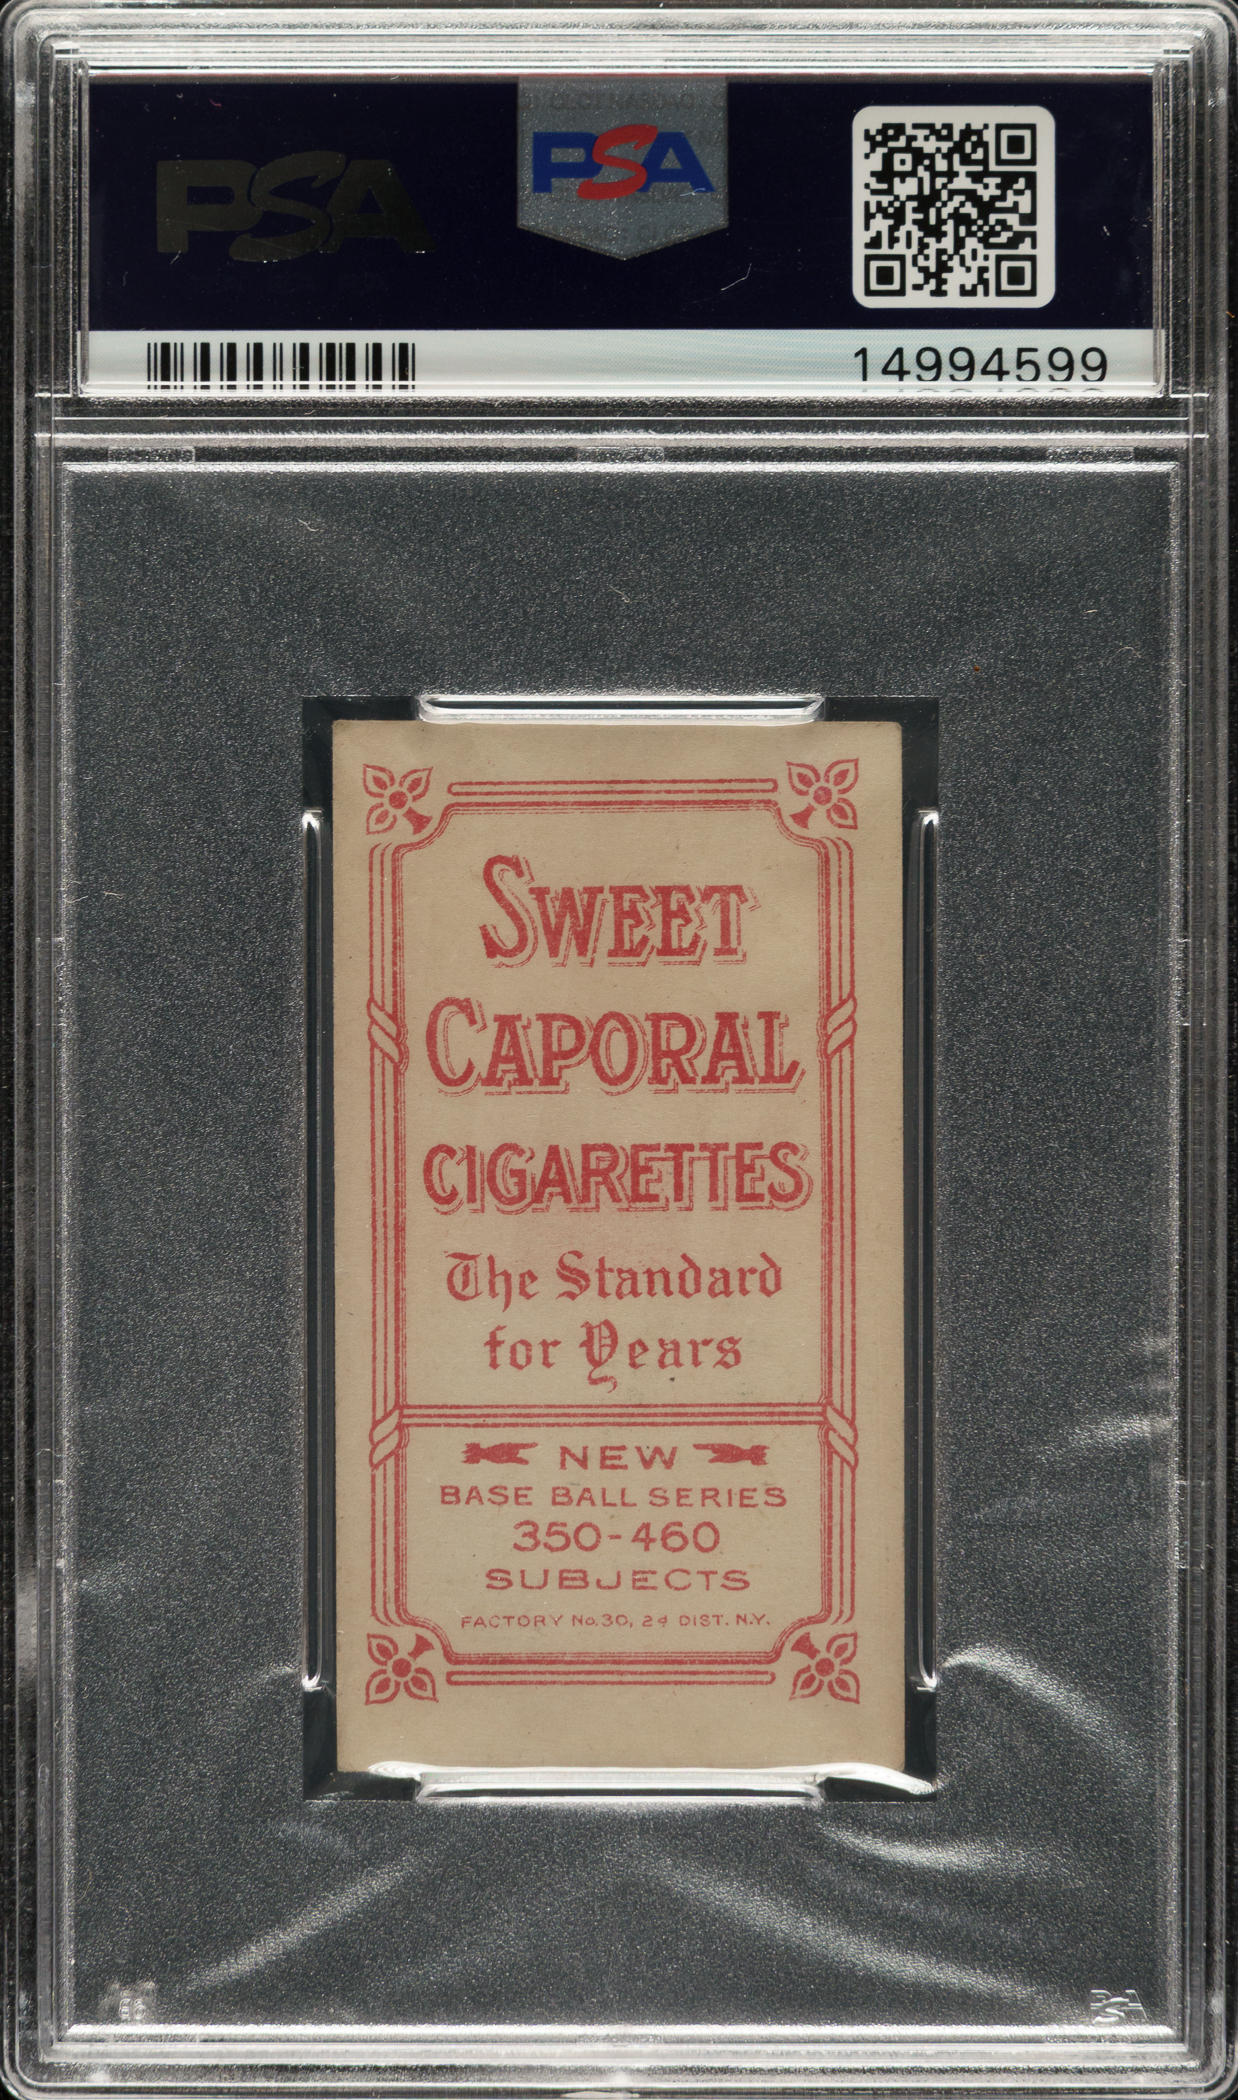 PSA
PSA
14994599
SWEET
CAPORAL
CIGARETTES
The Standard
for Years
NEW
BASE BALL SERIES
350-460
SUBJECTS
FACTORY No. 30, 2d DIST. N.Y.
PSA